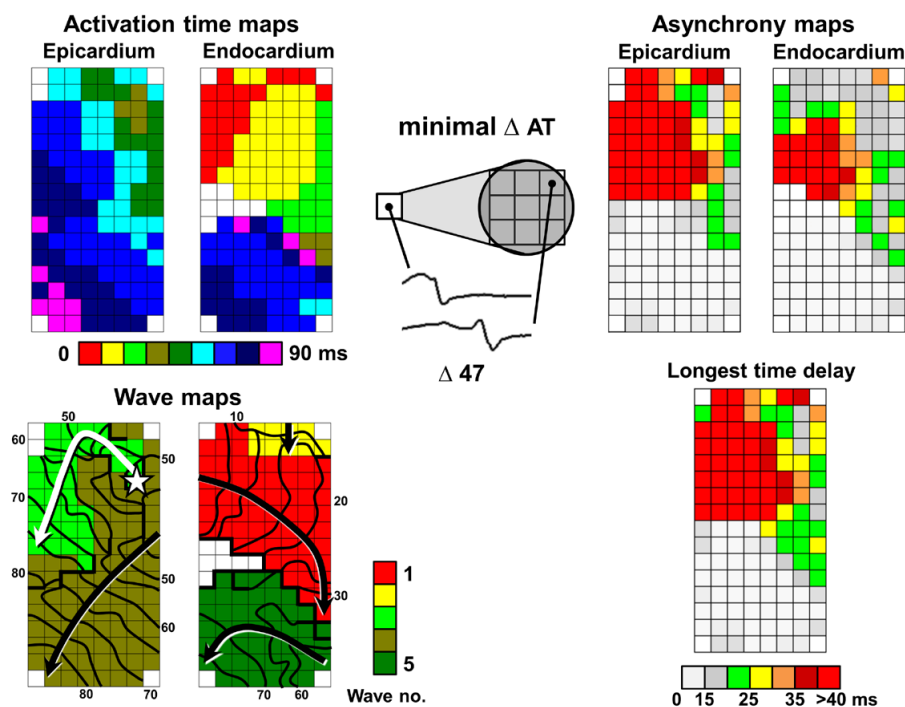 Activation time maps
Epicardium Endocardium
0 90 ms
minimal Δ AT
Δ 47
Asynchrony maps
Epicardium Endocardium
Longest time delay
0 15 25 35 >40 ms
Wave maps
50 10
60
50
70
20
80
50
30
60
80 70 70 60
1
5
Wave no.